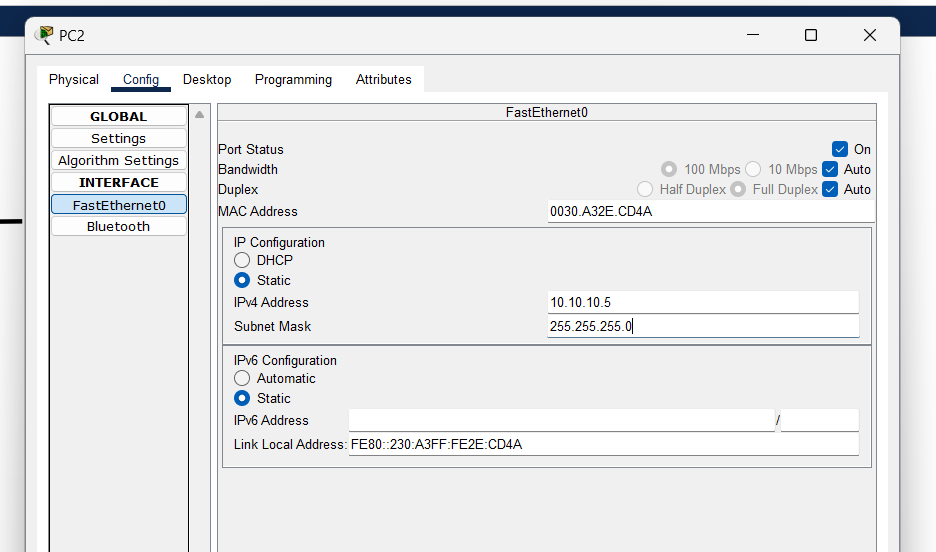 PC2
Physical Config Desktop Programming Attributes
GLOBAL
Settings
Algorithm Settings
INTERFACE
FastEthernet0
Bluetooth
FastEthernet0
Port Status On
Bandwidth 100 Mbps 10 Mbps Auto
Duplex Half Duplex Full Duplex Auto
MAC Address 0030.A32E.CD4A
IP Configuration
DHCP
Static
IPv4 Address 10.10.10.5
Subnet Mask 255.255.255.0
IPv6 Configuration
Automatic
Static
IPv6 Address /
Link Local Address: FE80::230:A3FF:FE2E:CD4A